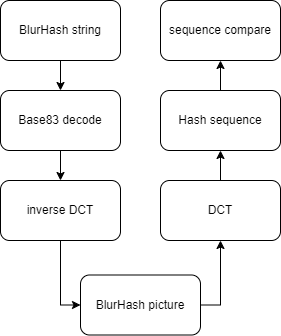 BlurHash string
Base83 decode
inverse DCT
BlurHash picture
DCT
Hash sequence
sequence compare